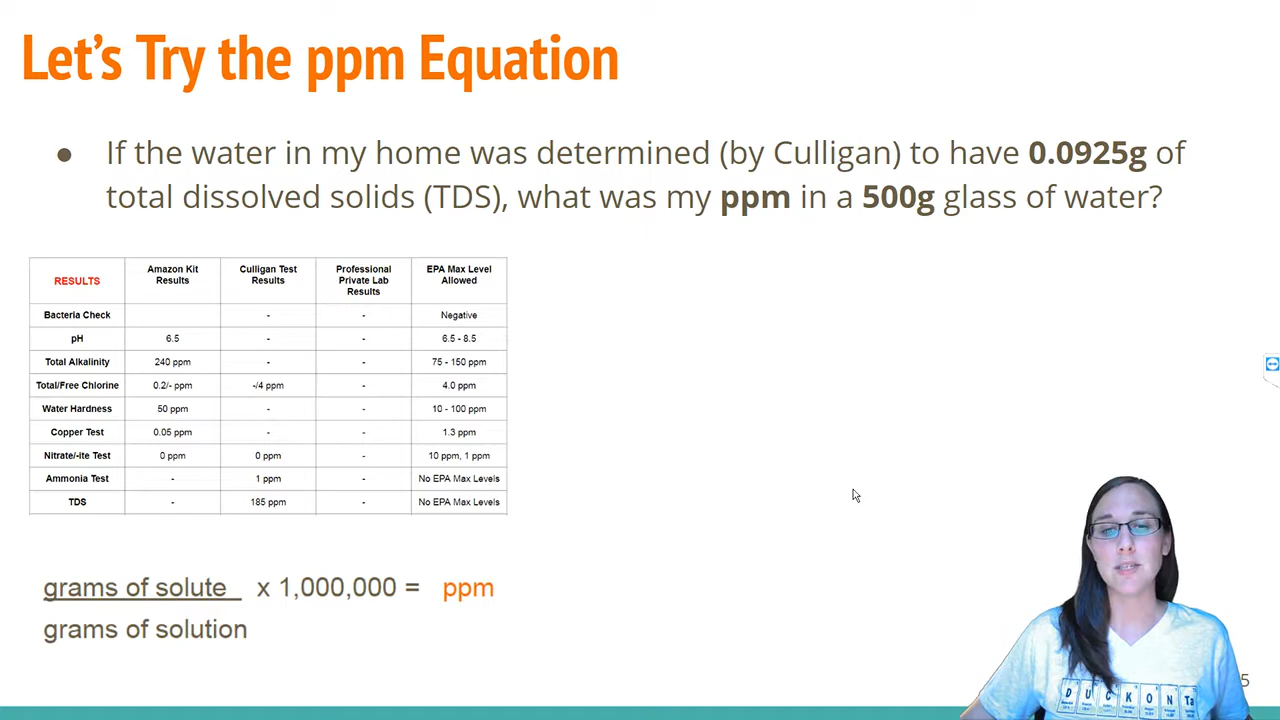 Let's Try the ppm Equation
● If the water in my home was determined (by Culligan) to have 0.0925g of
total dissolved solids (TDS), what was my ppm in a 500g glass of water?
RESULTS Amazon Kit Results Culligan Test Results Professional Private Lab Results EPA Max Level Allowed
Bacteria Check - - Negative
pH 6.5 - - 6.5 - 8.5
Total Alkalinity 240 ppm - - 75 - 150 ppm
Total/Free Chlorine 0.2/- ppm -/4 ppm - 4.0 ppm
Water Hardness 50 ppm - - 10 - 100 ppm
Copper Test 0.05 ppm - - 1.3 ppm
Nitrate/-ite Test 0 ppm 0 ppm - 10 ppm, 1 ppm
Ammonia Test - 1 ppm - No EPA Max Levels
TDS - 185 ppm - No EPA Max Levels
grams of solute x 1,000,000 = ppm
grams of solution
5
D U C K O N Ta